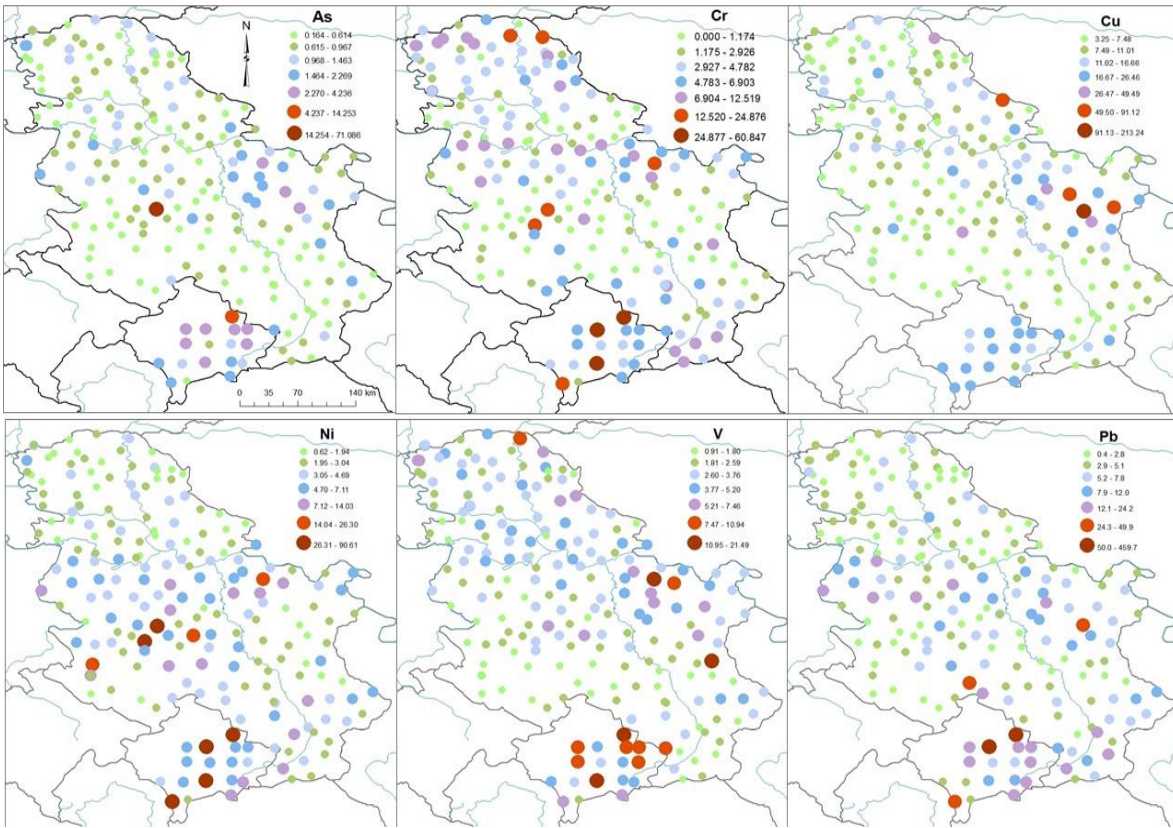 As
0.164 - 0.614
0.615 - 0.967
0.968 - 1.463
1.464 - 2.269
2.270 - 4.236
4.237 - 14.253
14.254 - 71.086
N
0 35 70 140 km
Cr
0.000 - 1.174
1.175 - 2.926
2.927 - 4.782
4.783 - 6.903
6.904 - 12.519
12.520 - 24.876
24.877 - 60.847
Cu
3.25 - 7.48
7.49 - 11.01
11.02 - 16.66
16.67 - 26.46
26.47 - 49.49
49.50 - 91.12
91.13 - 213.24
Ni
0.62 - 1.94
1.95 - 3.04
3.05 - 4.69
4.70 - 7.11
7.12 - 14.03
14.04 - 26.30
26.31 - 90.61
V
0.91 - 1.80
1.81 - 2.59
2.60 - 3.76
3.77 - 5.20
5.21 - 7.46
7.47 - 10.94
10.95 - 21.49
Pb
0.4 - 2.8
2.9 - 5.1
5.2 - 7.8
7.9 - 12.0
12.1 - 24.2
24.3 - 49.9
50.0 - 459.7